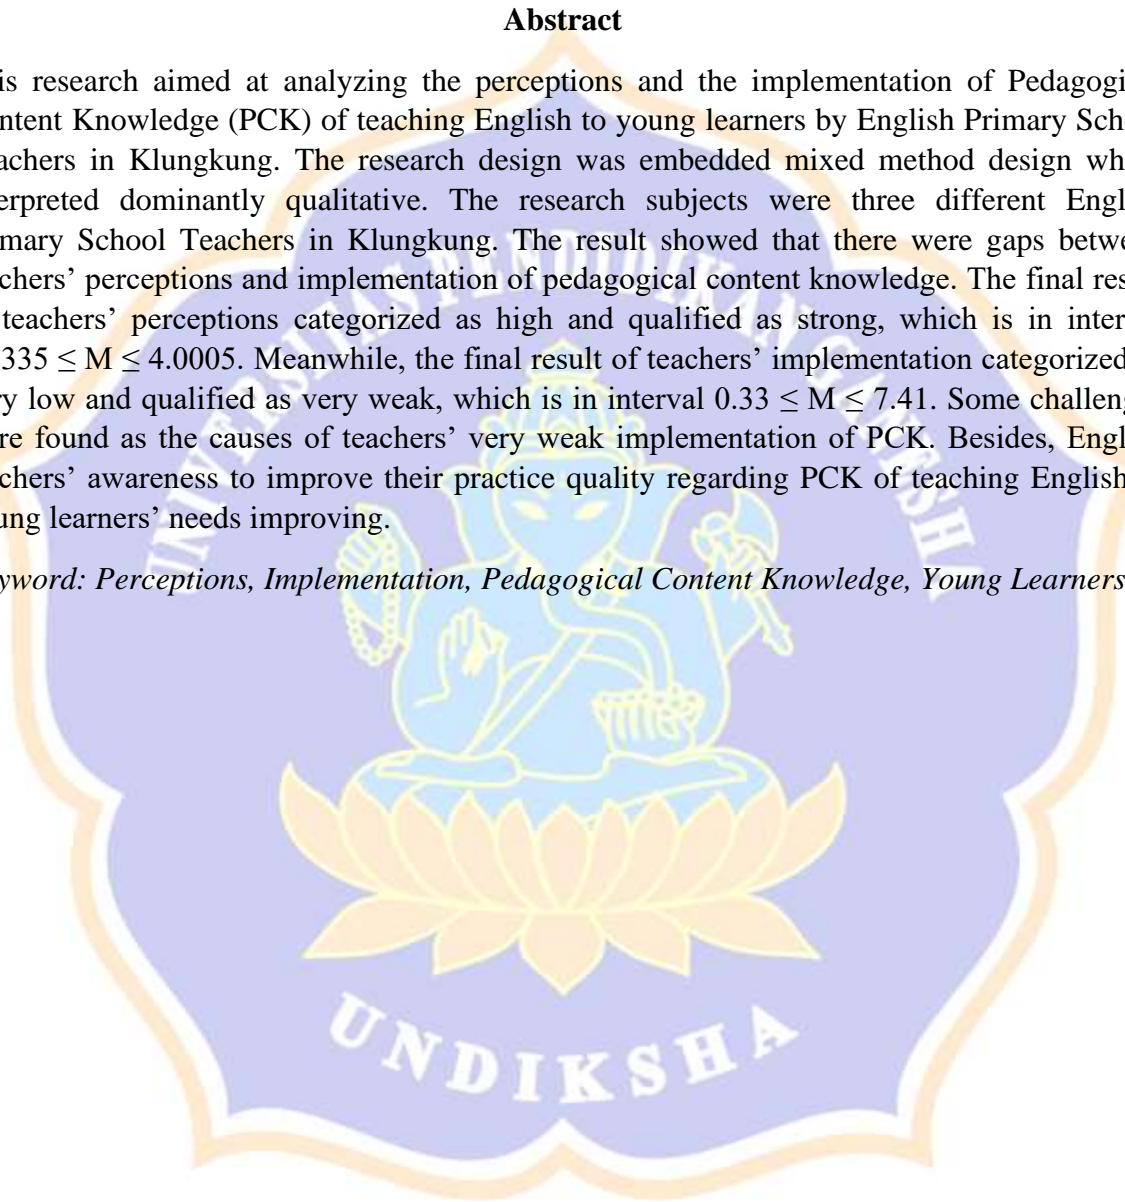 Abstract
is research aimed at analyzing the perceptions and the implementation of Pedagogi
ntent Knowledge (PCK) of teaching English to young learners by English Primary Sch
achers in Klungkung. The research design was embedded mixed method design wh
erpreted dominantly qualitative. The research subjects were three different Engl
mary School Teachers in Klungkung. The result showed that there were gaps betwe
chers’ perceptions and implementation of pedagogical content knowledge. The final res
teachers’ perceptions categorized as high and qualified as strong, which is in inter
335 ≤ M ≤ 4.0005. Meanwhile, the final result of teachers’ implementation categorized
ry low and qualified as very weak, which is in interval 0.33 ≤ M ≤ 7.41. Some challeng
re found as the causes of teachers’ very weak implementation of PCK. Besides, Engl
chers’ awareness to improve their practice quality regarding PCK of teaching English
ung learners’ needs improving.
yword: Perceptions, Implementation, Pedagogical Content Knowledge, Young Learners
UNIVERSITAS PENDIDIKAN GANESHA
UNDIKSHA